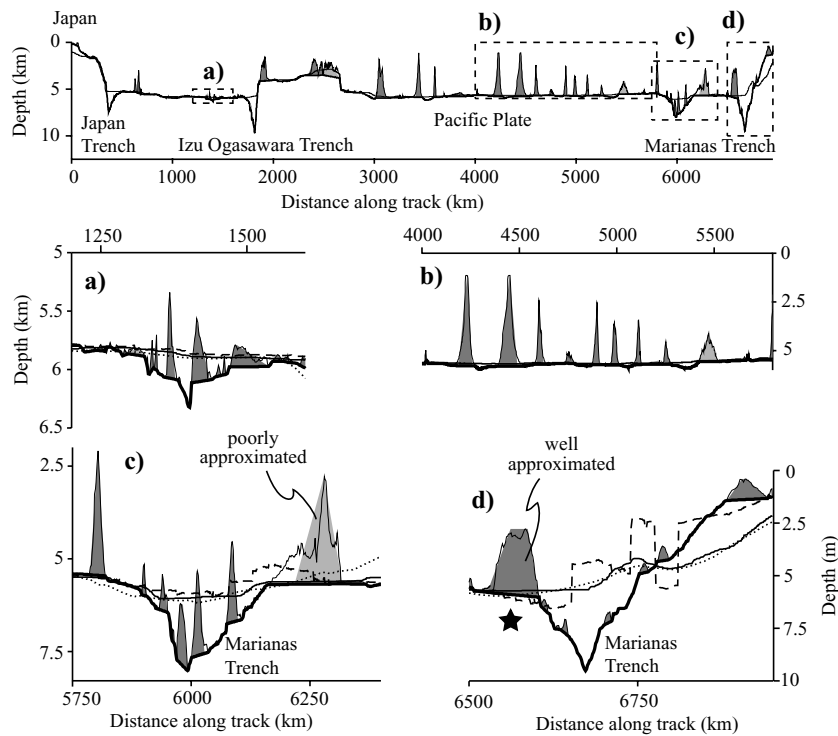 Japan
b)
d)
c)
a)
0
5
10
Depth (km)
Japan
Trench
Izu Ogasawara Trench
Pacific Plate
Marianas Trench
0 1000 2000 3000 4000 5000 6000
Distance along track (km)
1250 1500
5
5.5
6
6.5
Depth (km)
a)
4000 4500 5000 5500
b)
0
2.5
5
c)
poorly
approximated
2.5
5
7.5
Depth (km)
Marianas
Trench
5750 6000 6250
Distance along track (km)
well
approximated
d)
0
2.5
5
7.5
10
Depth (m)
Marianas
Trench
6500 6750
Distance along track (km)